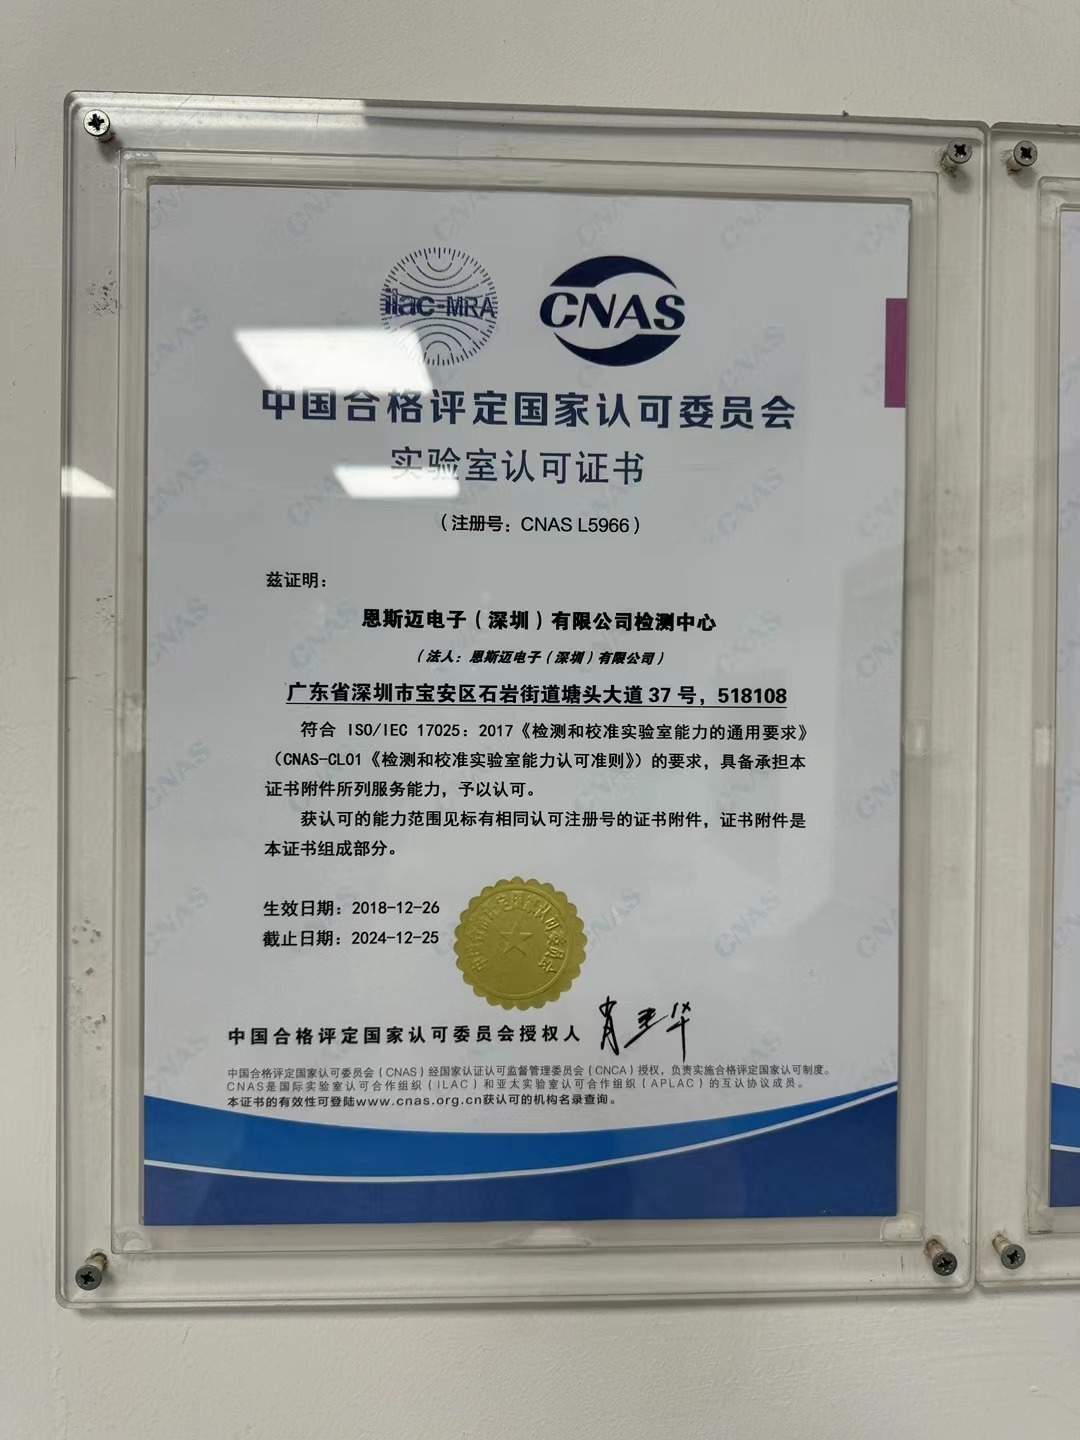 ilac-MRA
CNAS
中国合格评定国家认可委员会
实验室认可证书
（注册号：CNAS L5966）
兹证明：
恩斯迈电子（深圳）有限公司检测中心
（法人：恩斯迈电子（深圳）有限公司）
广东省深圳市宝安区石岩街道塘头大道 37 号，518108
符合 ISO/IEC 17025：2017《检测和校准实验室能力的通用要求》
（CNAS-CL01《检测和校准实验室能力认可准则》）的要求，具备承担本
证书附件所列服务能力，予以认可。
获认可的能力范围见标有相同认可注册号的证书附件，证书附件是
本证书组成部分。
生效日期：2018-12-26
截止日期：2024-12-25
中国合格评定国家认可委员会
中国合格评定国家认可委员会授权人
中国合格评定国家认可委员会（CNAS）经国家认证认可监督管理委员会（CNCA）授权，负责实施合格评定国家认可制度。
CNAS是国际实验室认可合作组织（ILAC）和亚太实验室认可合作组织（APLAC）的互认协议成员。
本证书的有效性可登陆www.cnas.org.cn获认可的机构名录查询。